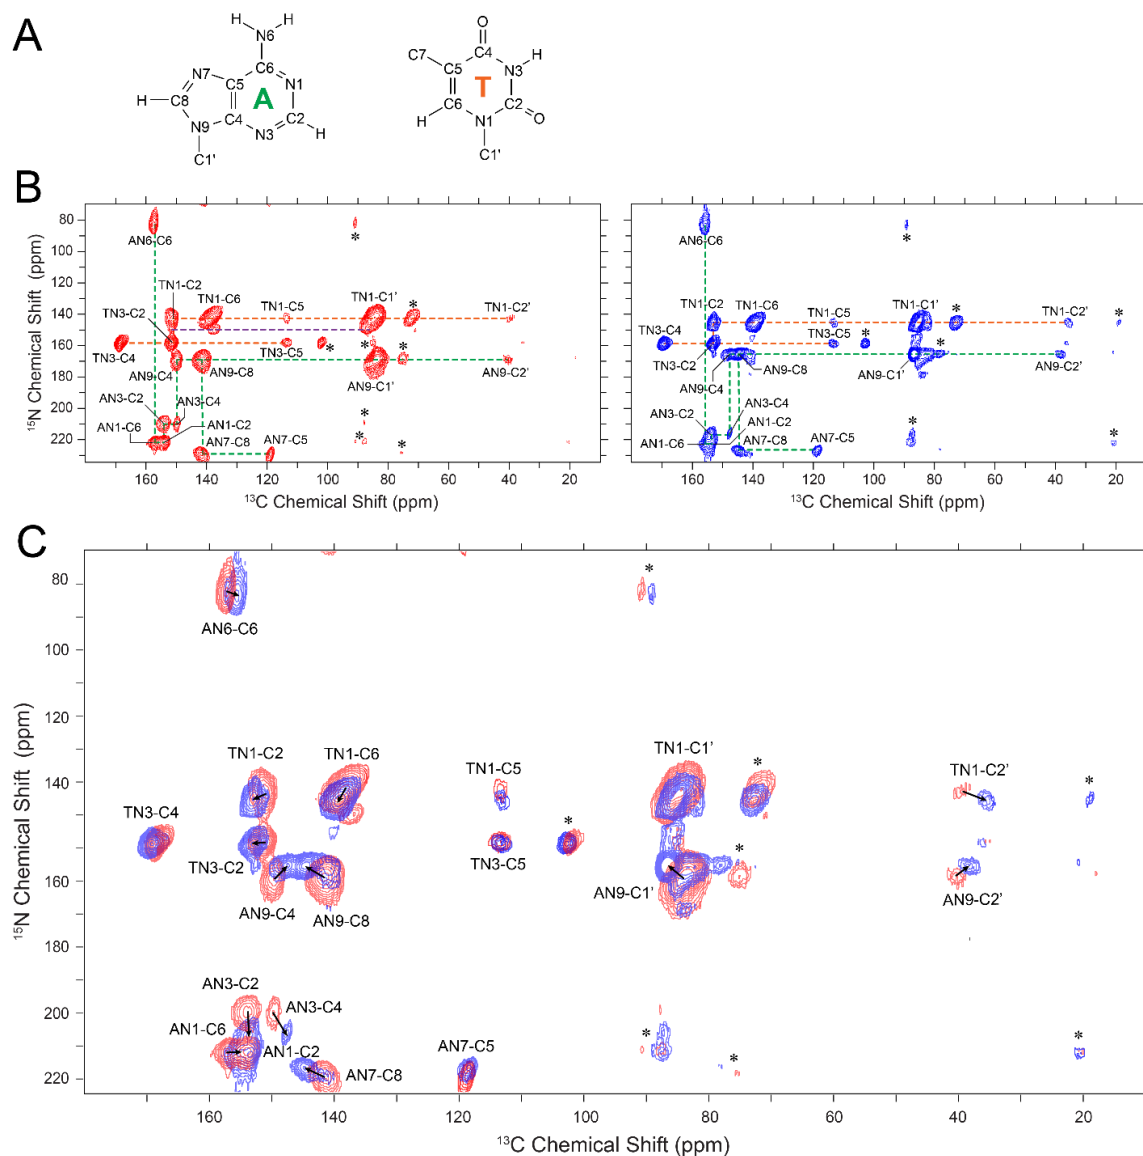 A
H H
N6
O
C7 C4
N7 C6
C5 N3 H
H C8 C5 N1
A T
C6 C2
N9 C4 N3 C2
H N1 O
C1' H
C1'
B
80
100
120
140
160
180
200
220
¹⁵N Chemical Shift (ppm)
AN6-C6
*
TN1-C2
TN1-C6
TN1-C5
TN1-C1'
*
TN1-C2'
TN3-C2
TN3-C4
TN3-C5
*
*
*
AN9-C4
AN9-C8
AN9-C1'
AN9-C2'
AN3-C2
AN3-C4
AN1-C6
AN1-C2
AN7-C8
AN7-C5
*
*
*
160 140 120 100 80 60 40 20
¹³C Chemical Shift (ppm)
AN6-C6
*
TN1-C2
TN1-C6
TN1-C5
TN1-C1'
*
TN1-C2'
*
TN3-C4
TN3-C5
*
*
TN3-C2
AN9-C4
AN9-C8
AN9-C1'
AN9-C2'
AN3-C2
AN3-C4
AN1-C6
AN1-C2
AN7-C8
AN7-C5
*
*
160 140 120 100 80 60 40 20
¹³C Chemical Shift (ppm)
C
80
100
120
140
160
180
200
220
¹⁵N Chemical Shift (ppm)
*
AN6-C6
TN1-C2
TN1-C6
TN1-C5
TN1-C1’
*
TN1-C2’
*
TN3-C4
*
TN3-C2
TN3-C5
*
AN9-C4
AN9-C8
AN9-C1’
AN9-C2’
AN3-C2
AN3-C4
AN1-C6
AN1-C2
AN7-C5
AN7-C8
*
*
*
160 140 120 100 80 60 40 20
¹³C Chemical Shift (ppm)